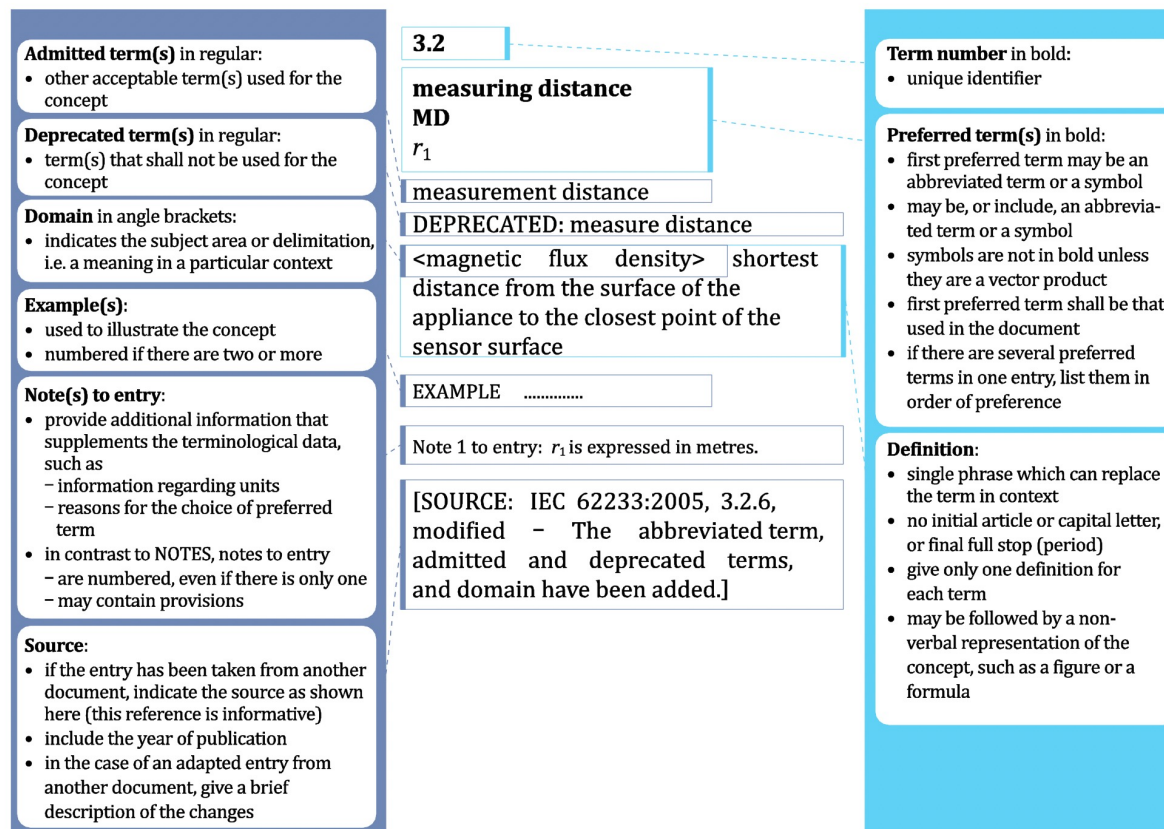 Admitted term(s) in regular:
• other acceptable term(s) used for the
concept
Deprecated term(s) in regular:
• term(s) that shall not be used for the
concept
Domain in angle brackets:
• indicates the subject area or delimitation,
i.e. a meaning in a particular context
Example(s):
• used to illustrate the concept
• numbered if there are two or more
Note(s) to entry:
• provide additional information that
supplements the terminological data,
such as
– information regarding units
– reasons for the choice of preferred
term
• in contrast to NOTES, notes to entry
– are numbered, even if there is only one
– may contain provisions
Source:
• if the entry has been taken from another
document, indicate the source as shown
here (this reference is informative)
• include the year of publication
• in the case of an adapted entry from
another document, give a brief
description of the changes
3.2
measuring distance
MD
r₁
measurement distance
DEPRECATED: measure distance
<magnetic flux density> shortest
distance from the surface of the
appliance to the closest point of the
sensor surface
EXAMPLE ..............
Note 1 to entry: r₁ is expressed in metres.
[SOURCE: IEC 62233:2005, 3.2.6,
modified – The abbreviated term,
admitted and deprecated terms,
and domain have been added.]
Term number in bold:
• unique identifier
Preferred term(s) in bold:
• first preferred term may be an
abbreviated term or a symbol
• may be, or include, an abbrevia-
ted term or a symbol
• symbols are not in bold unless
they are a vector product
• first preferred term shall be that
used in the document
• if there are several preferred
terms in one entry, list them in
order of preference
Definition:
• single phrase which can replace
the term in context
• no initial article or capital letter,
or final full stop (period)
• give only one definition for
each term
• may be followed by a non-
verbal representation of the
concept, such as a figure or a
formula